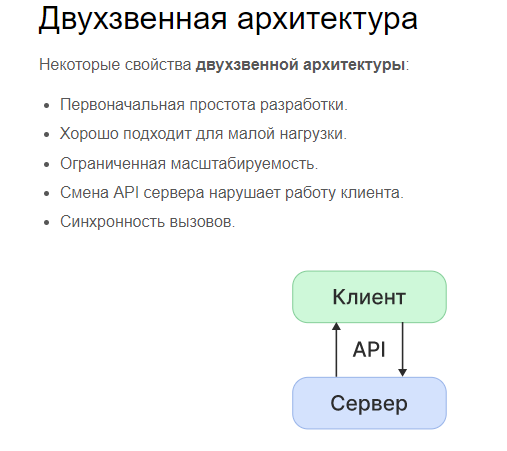 Двухзвенная архитектура
Некоторые свойства двухзвенной архитектуры:
• Первоначальная простота разработки.
• Хорошо подходит для малой нагрузки.
• Ограниченная масштабируемость.
• Смена API сервера нарушает работу клиента.
• Синхронность вызовов.
Клиент
API
Сервер